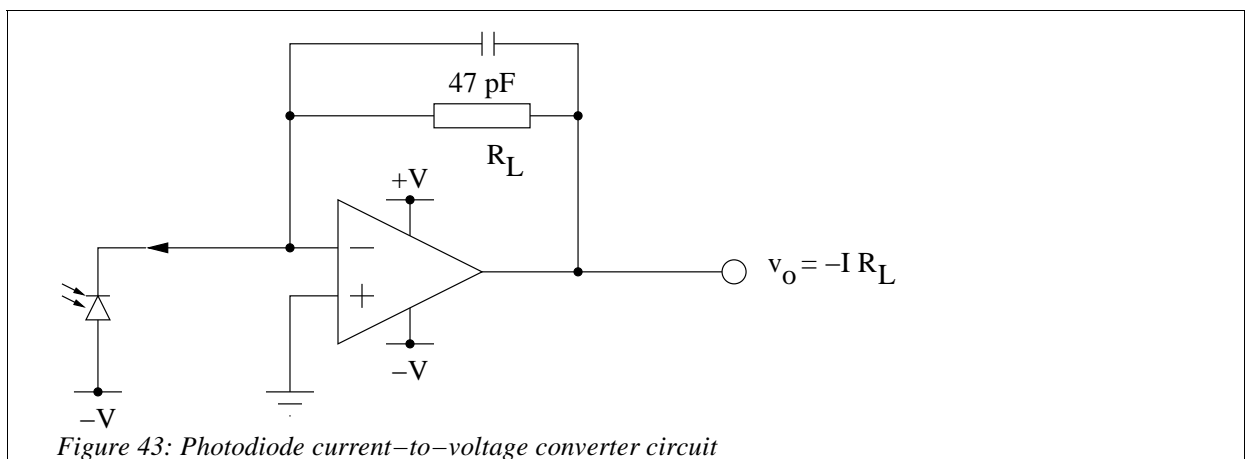 47 pF
R_L
+V
−
+
v_o = −I R_L
−V
−V
Figure 43: Photodiode current−to−voltage converter circuit